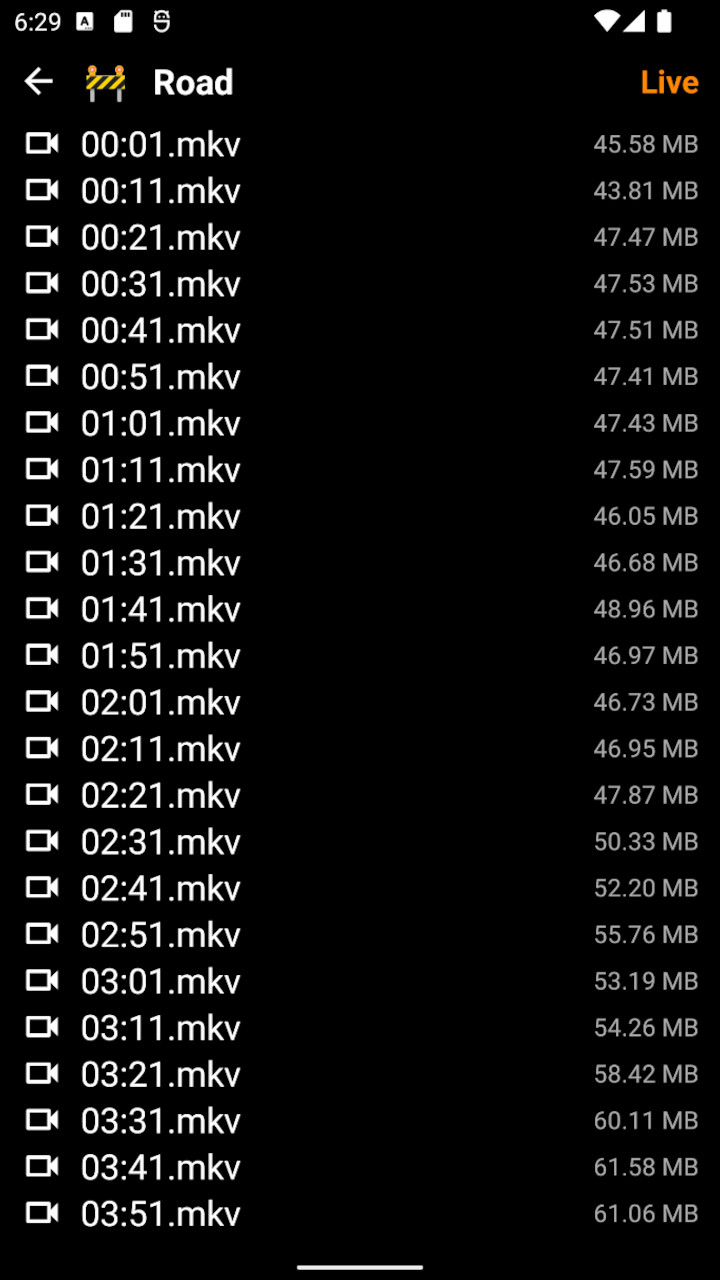 6:29
Road Live
00:01.mkv 45.58 MB
00:11.mkv 43.81 MB
00:21.mkv 47.47 MB
00:31.mkv 47.53 MB
00:41.mkv 47.51 MB
00:51.mkv 47.41 MB
01:01.mkv 47.43 MB
01:11.mkv 47.59 MB
01:21.mkv 46.05 MB
01:31.mkv 46.68 MB
01:41.mkv 48.96 MB
01:51.mkv 46.97 MB
02:01.mkv 46.73 MB
02:11.mkv 46.95 MB
02:21.mkv 47.87 MB
02:31.mkv 50.33 MB
02:41.mkv 52.20 MB
02:51.mkv 55.76 MB
03:01.mkv 53.19 MB
03:11.mkv 54.26 MB
03:21.mkv 58.42 MB
03:31.mkv 60.11 MB
03:41.mkv 61.58 MB
03:51.mkv 61.06 MB